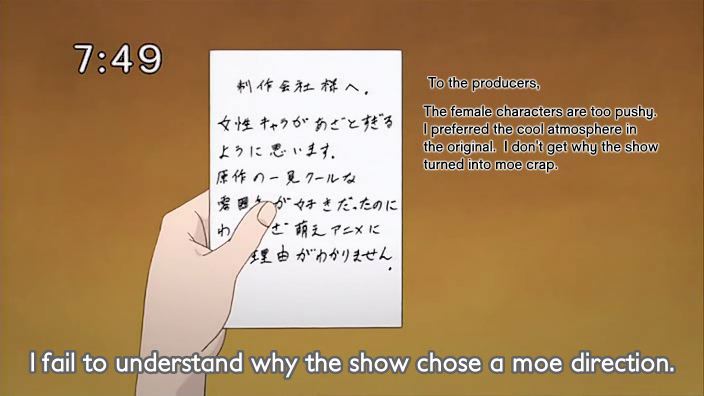 7:49
制作会社様へ。
女性キャラがあざとすぎる
ように思います。
原作の一見クールな
雰囲気が好きだったのに
わ ざ 萌えアニメに
理由がわかりません。
To the producers,
The female characters are too pushy.
I preferred the cool atmosphere in
the original. I don't get why the show
turned into moe crap.
I fail to understand why the show chose a moe direction.